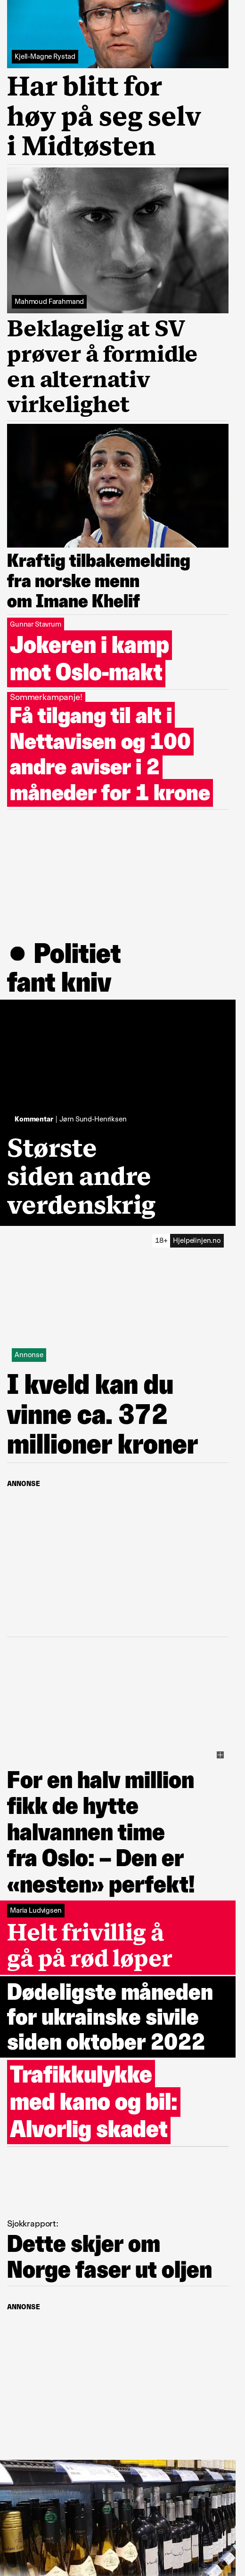 Kjell-Magne Rystad
Har blitt for
høy på seg selv
i Midtøsten
Mahmoud Farahmand
Beklagelig at SV
prøver å formidle
en alternativ
virkelighet
Kraftig tilbakemelding
fra norske menn
om Imane Khelif
Gunnar Stavrum
Jokeren i kamp
mot Oslo-makt
Sommerkampanje!
Få tilgang til alt i
Nettavisen og 100
andre aviser i 2
måneder for 1 krone
● Politiet
fant kniv
Kommentar | Jørn Sund-Henriksen
Største
siden andre
verdenskrig
18+ Hjelpelinjen.no
Annonse
I kveld kan du
vinne ca. 372
millioner kroner
ANNONSE
For en halv million
fikk de hytte
halvannen time
fra Oslo: – Den er
«nesten» perfekt!
Maria Ludvigsen
Helt frivillig å
gå på rød løper
Dødeligste måneden
for ukrainske sivile
siden oktober 2022
Trafikkulykke
med kano og bil:
Alvorlig skadet
Sjokkrapport:
Dette skjer om
Norge faser ut oljen
ANNONSE